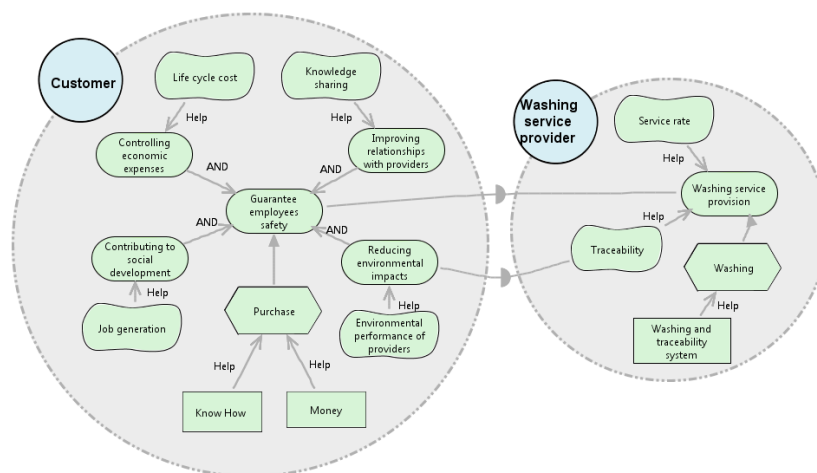 Customer
Life cycle cost
Knowledge
sharing
Help
Help
Controlling
economic
expenses
Improving
relationships
with providers
AND
AND
Guarantee
employees
safety
AND
AND
Contributing to
social
development
Reducing
environmental
impacts
Help
Help
Job generation
Purchase
Environmental
performance of
providers
Help
Help
Know How
Money
Washing
service
provider
Service rate
Help
Washing service
provision
Help
Traceability
Washing
Help
Washing and
traceability
system